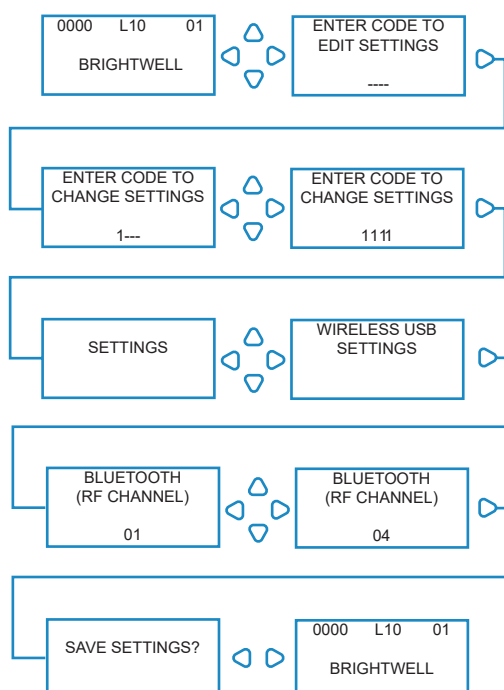 0000 L10 01
BRIGHTWELL
ENTER CODE TO
EDIT SETTINGS
----
ENTER CODE TO
CHANGE SETTINGS
1---
ENTER CODE TO
CHANGE SETTINGS
1111
SETTINGS
WIRELESS USB
SETTINGS
BLUETOOTH
(RF CHANNEL)
01
BLUETOOTH
(RF CHANNEL)
04
SAVE SETTINGS?
0000 L10 01
BRIGHTWELL